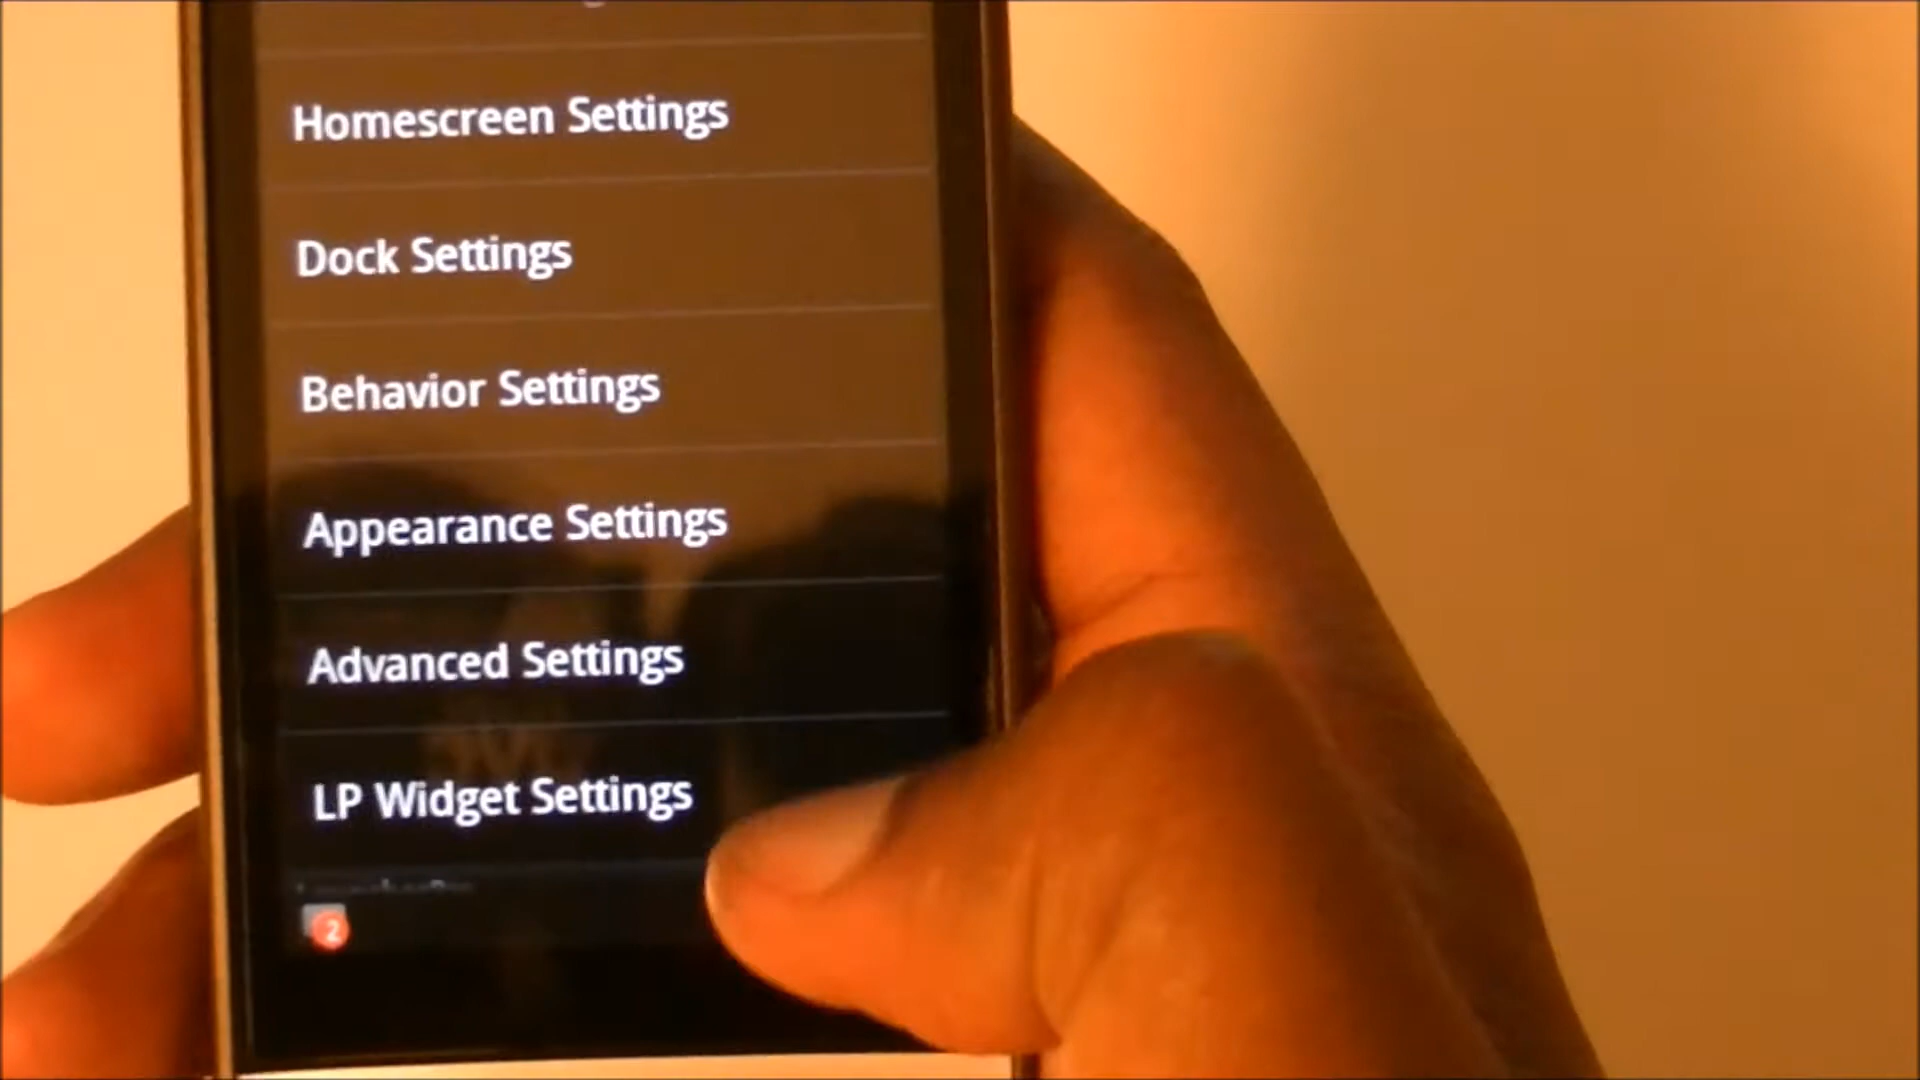 Homescreen Settings
Dock Settings
Behavior Settings
Appearance Settings
Advanced Settings
LP Widget Settings
2